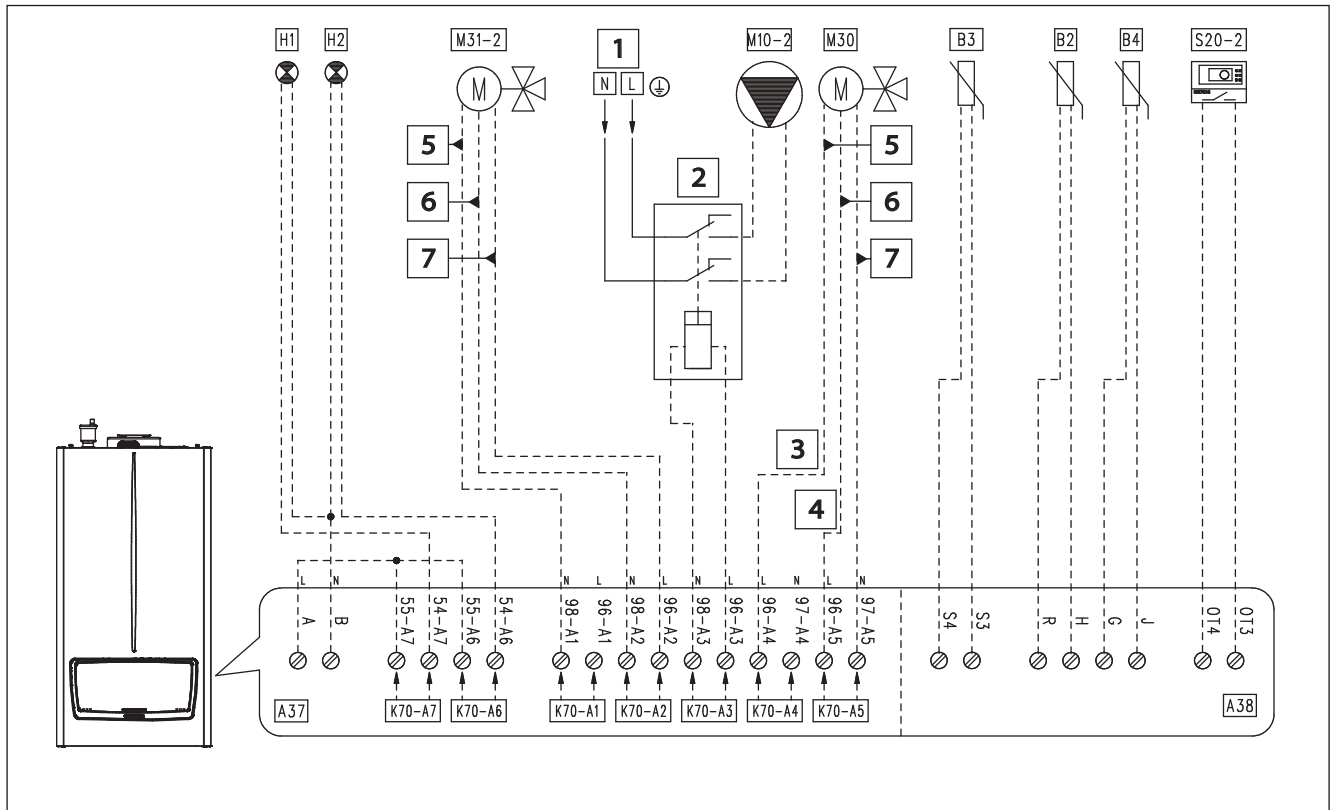 H1 H2 M31-2 1 M10-2 M30 B3 B2 B4 S20-2
N L
M M
5 5
2
6 6
7 7
3
4
L N N L N L N L L N L N
A B 55-A7 54-A7 55-A6 54-A6 98-A1 96-A1 98-A2 96-A2 98-A3 96-A3 96-A4 97-A4 96-A5 97-A5 S4 S3 R H G J OT4 OT3
A37 K70-A7 K70-A6 K70-A1 K70-A2 K70-A3 K70-A4 K70-A5 A38